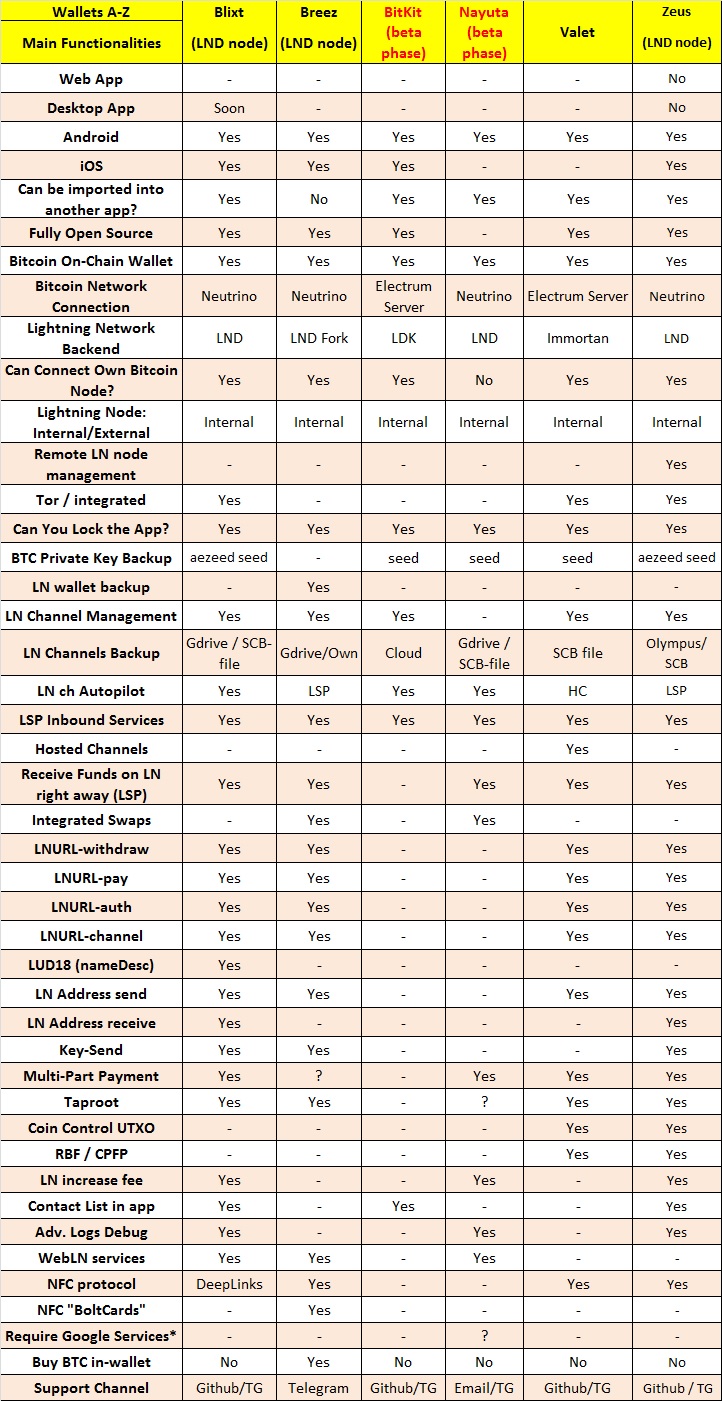 Wallets A-Z Blixt Breez BitKit Nayuta Valet Zeus
Main Functionalities (LND node) (LND node) (beta phase) (beta phase) (LND node)
Web App - - - - - No
Desktop App Soon - - - - No
Android Yes Yes Yes Yes Yes Yes
iOS Yes Yes Yes - - Yes
Can be imported into another app? Yes No Yes Yes Yes Yes
Fully Open Source Yes Yes Yes - Yes Yes
Bitcoin On-Chain Wallet Yes Yes Yes Yes Yes Yes
Bitcoin Network Connection Neutrino Neutrino Electrum Server Neutrino Electrum Server Neutrino
Lightning Network Backend LND LND Fork LDK LND Immortan LND
Can Connect Own Bitcoin Node? Yes Yes Yes No Yes Yes
Lightning Node: Internal/External Internal Internal Internal Internal Internal Internal
Remote LN node management - - - - - Yes
Tor / integrated Yes - - - Yes Yes
Can You Lock the App? Yes Yes Yes Yes Yes Yes
BTC Private Key Backup aezeed seed - seed seed seed aezeed seed
LN wallet backup - Yes - - - -
LN Channel Management Yes Yes Yes - Yes Yes
LN Channels Backup Gdrive / SCB-file Gdrive/Own Cloud Gdrive / SCB-file SCB file Olympus/ SCB
LN ch Autopilot Yes LSP Yes Yes HC LSP
LSP Inbound Services Yes Yes Yes Yes Yes Yes
Hosted Channels - - - - Yes -
Receive Funds on LN right away (LSP) Yes Yes - Yes Yes Yes
Integrated Swaps - Yes - Yes - -
LNURL-withdraw Yes Yes - - Yes Yes
LNURL-pay Yes Yes - - Yes Yes
LNURL-auth Yes Yes - - Yes Yes
LNURL-channel Yes Yes - - Yes Yes
LUD18 (nameDesc) Yes - - - - -
LN Address send Yes Yes - - Yes Yes
LN Address receive Yes - - - - Yes
Key-Send Yes Yes - - - Yes
Multi-Part Payment Yes ? - Yes Yes Yes
Taproot Yes Yes - ? Yes Yes
Coin Control UTXO - - - - Yes Yes
RBF / CPFP - - - - Yes Yes
LN increase fee Yes - - Yes - Yes
Contact List in app Yes - Yes - - Yes
Adv. Logs Debug Yes - - Yes - Yes
WebLN services Yes Yes - Yes - -
NFC protocol DeepLinks Yes - - Yes Yes
NFC "BoltCards" - Yes - - - -
Require Google Services* - - - ? - -
Buy BTC in-wallet No Yes No No No No
Support Channel Github/TG Telegram Github/TG Email/TG Github/TG Github / TG